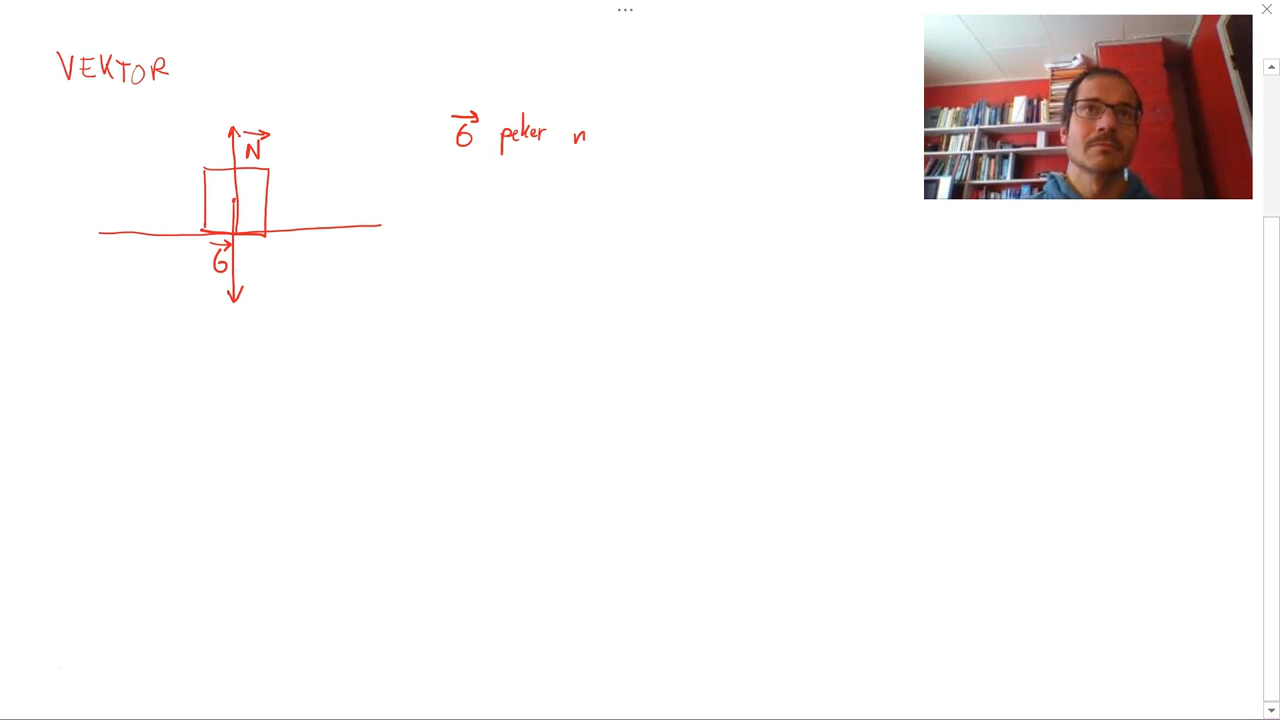 VEKTOR
→N
→G peker n
→G